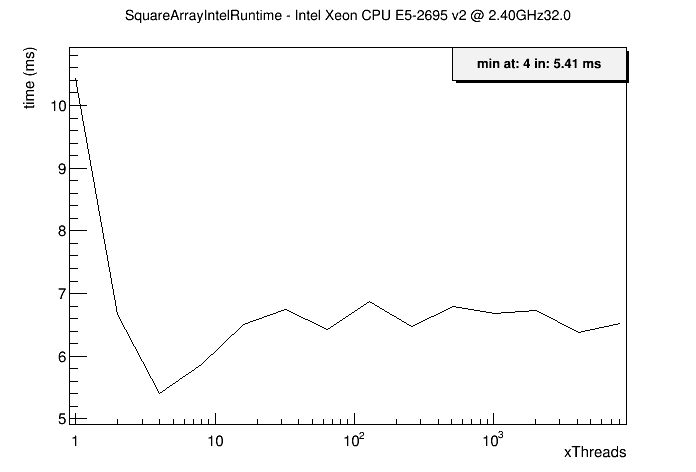 SquareArrayIntelRuntime - Intel Xeon CPU E5-2695 v2 @ 2.40GHz32.0
time (ms)
min at: 4 in: 5.41 ms
10
9
8
7
6
5
1
10
10²
10³
xThreads